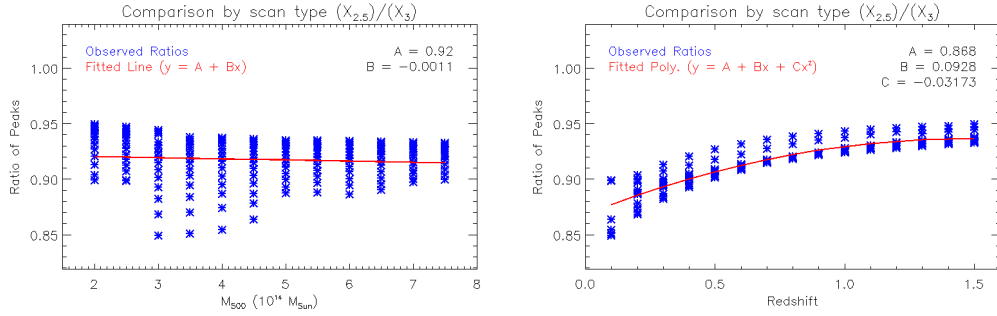 Comparison by scan type (X2.5)/(X3)
Observed Ratios
Fitted Line (y = A + Bx)
A = 0.92
B = −0.0011
1.00
0.95
0.90
0.85
Ratio of Peaks
2 3 4 5 6 7 8
M500 (10¹⁴ MSun)
Comparison by scan type (X2.5)/(X3)
Observed Ratios
Fitted Poly. (y = A + Bx + Cx²)
A = 0.868
B = 0.0928
C = −0.03173
1.00
0.95
0.90
0.85
Ratio of Peaks
0.0 0.5 1.0 1.5
Redshift